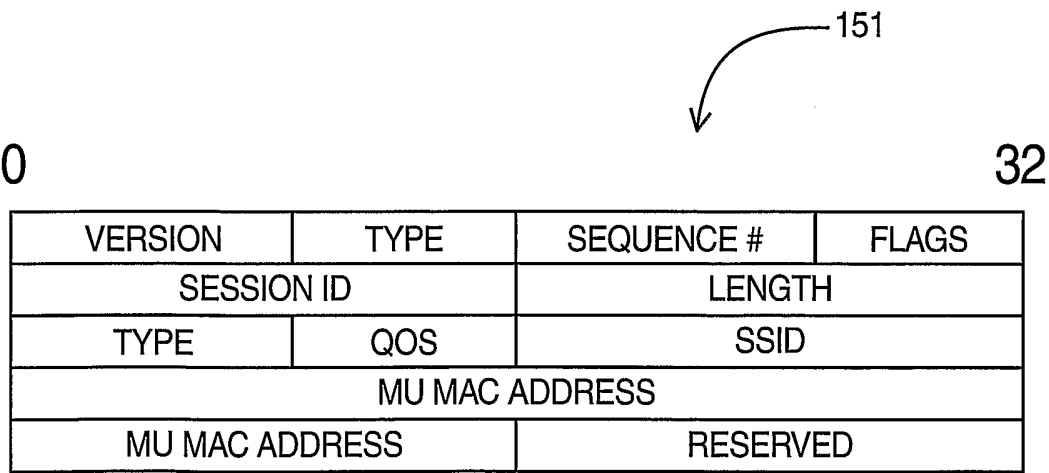 151
0 32
VERSION TYPE SEQUENCE # FLAGS
SESSION ID LENGTH
TYPE QOS SSID
MU MAC ADDRESS
MU MAC ADDRESS RESERVED